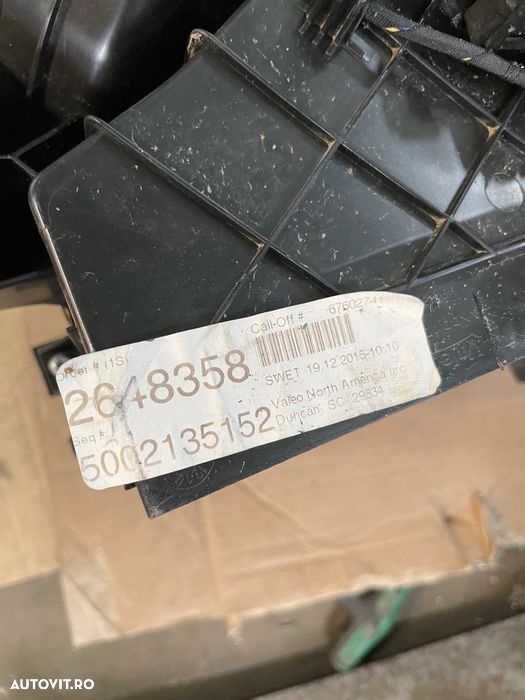 Order # (1S)
2648358
Seq #
5002135152
Call-Off # 67602741
SWET 19.12.2015-10-10
Valeo North America Inc.
Duncan, SC, 29334
AUTOVIT.RO